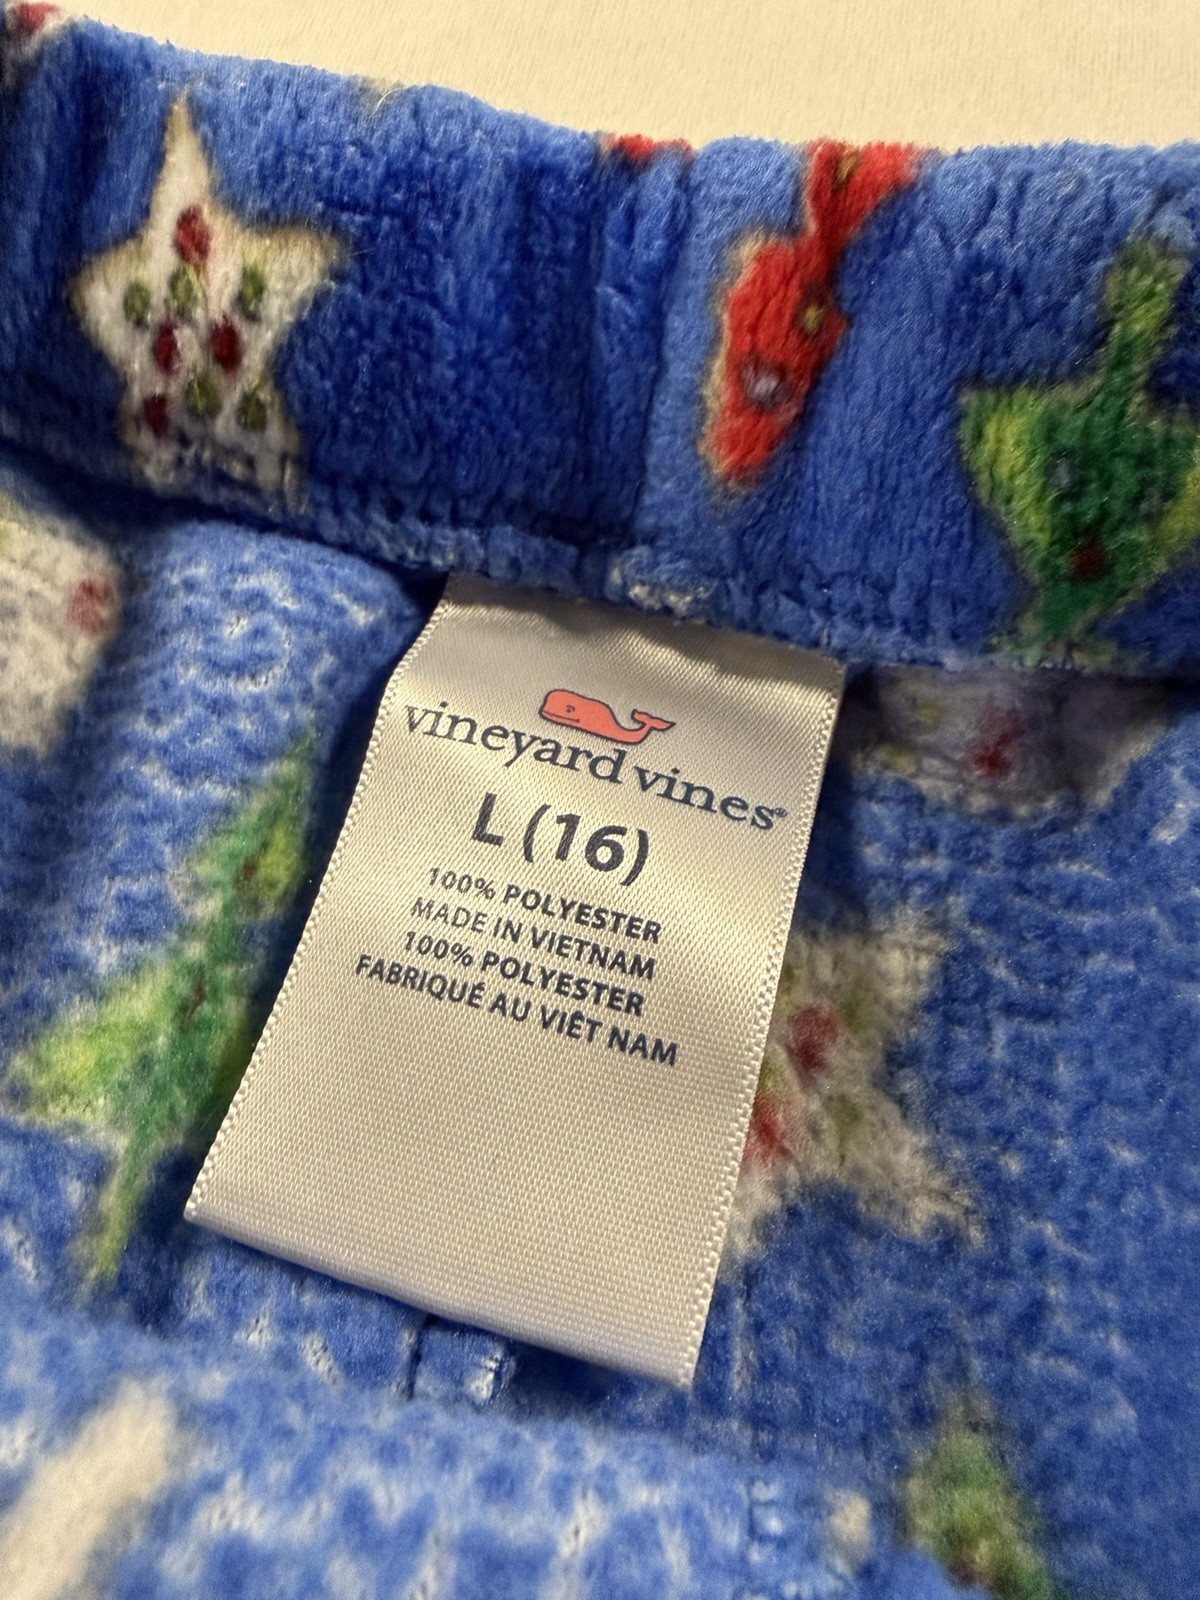 vineyard vines®
L (16)
100% POLYESTER
MADE IN VIETNAM
100% POLYESTER
FABRIQUÉ AU VIÊT NAM